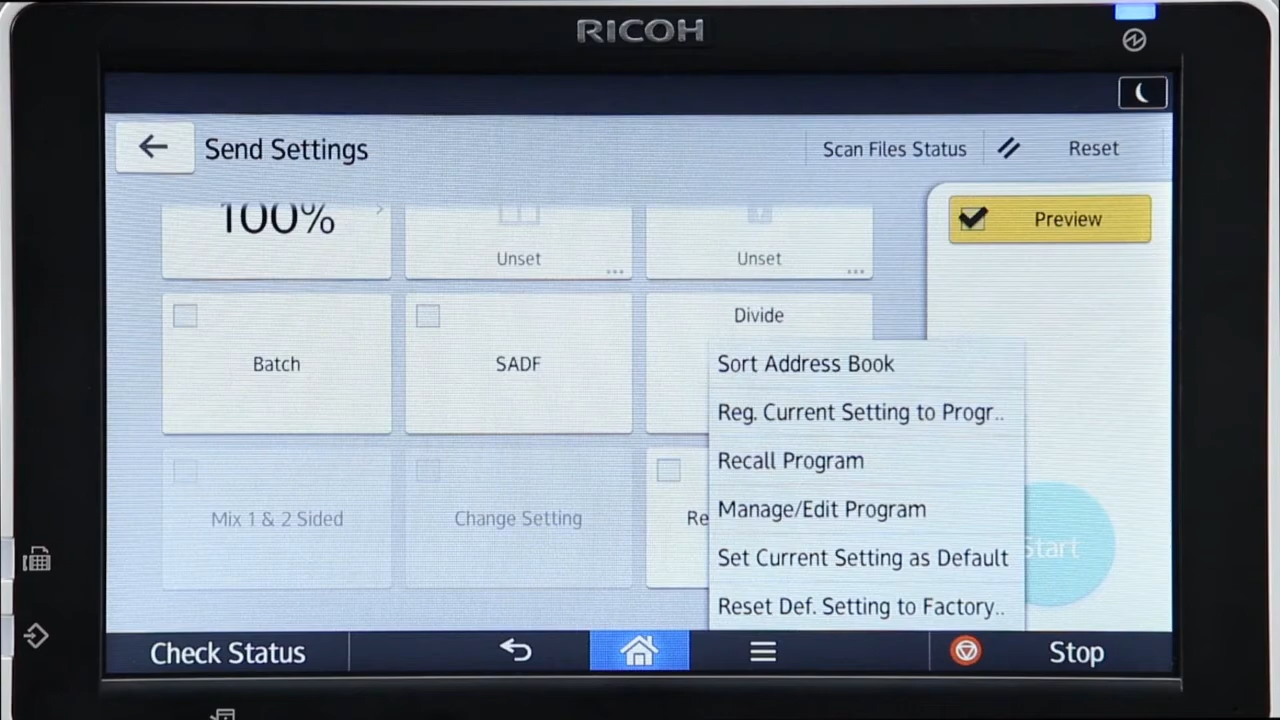 RICOH
Send Settings
Scan Files Status
Reset
100%
Unset
Unset
Preview
Batch
SADF
Divide
Mix 1 & 2 Sided
Change Setting
Re
Sort Address Book
Reg. Current Setting to Progr..
Recall Program
Manage/Edit Program
Set Current Setting as Default
Reset Def. Setting to Factory..
Start
Check Status
Stop